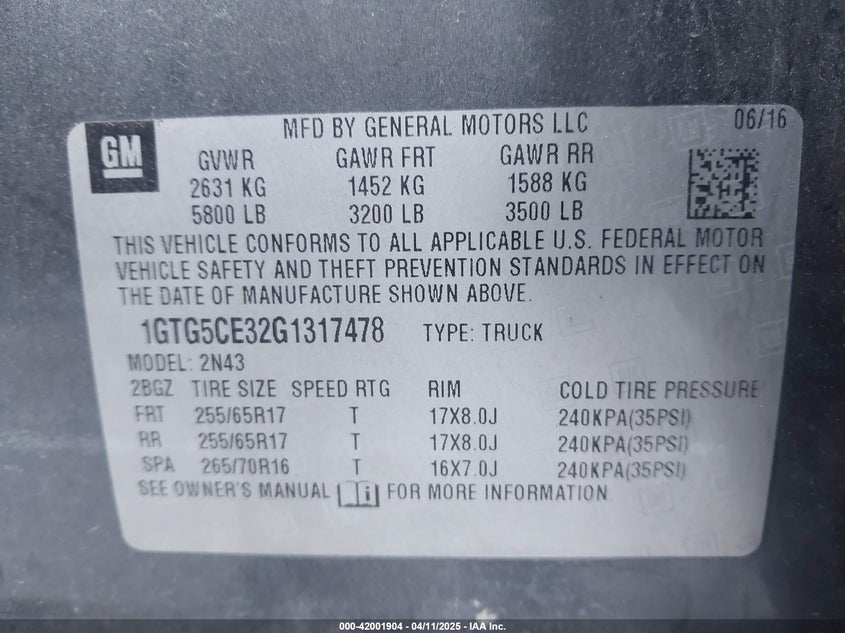 GM
MFD BY GENERAL MOTORS LLC 06/16
GVWR GAWR FRT GAWR RR
2631 KG 1452 KG 1588 KG
5800 LB 3200 LB 3500 LB
THIS VEHICLE CONFORMS TO ALL APPLICABLE U.S. FEDERAL MOTOR
VEHICLE SAFETY AND THEFT PREVENTION STANDARDS IN EFFECT ON
THE DATE OF MANUFACTURE SHOWN ABOVE.
1GTG5CE32G1317478 TYPE: TRUCK
MODEL: 2N43
2BGZ TIRE SIZE SPEED RTG RIM COLD TIRE PRESSURE
FRT 255/65R17 T 17X8.0J 240KPA(35PSI)
RR 255/65R17 T 17X8.0J 240KPA(35PSI)
SPA 265/70R16 T 16X7.0J 240KPA(35PSI)
SEE OWNER'S MANUAL i FOR MORE INFORMATION
000-42001904 - 04/11/2025 - IAA Inc.